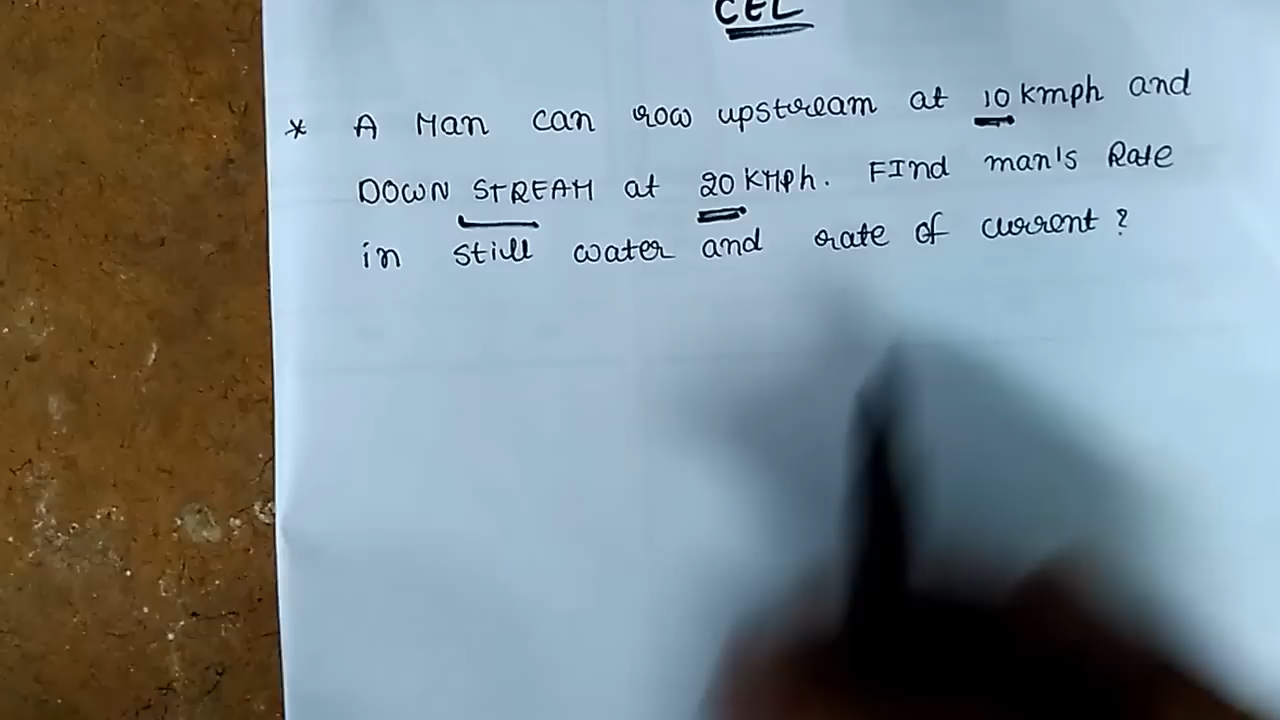 CEL
* A Man can row upstream at 10 kmph and
DOWN STREAM at 20 KMPh. FInd man's Rate
in still water and rate of current ?